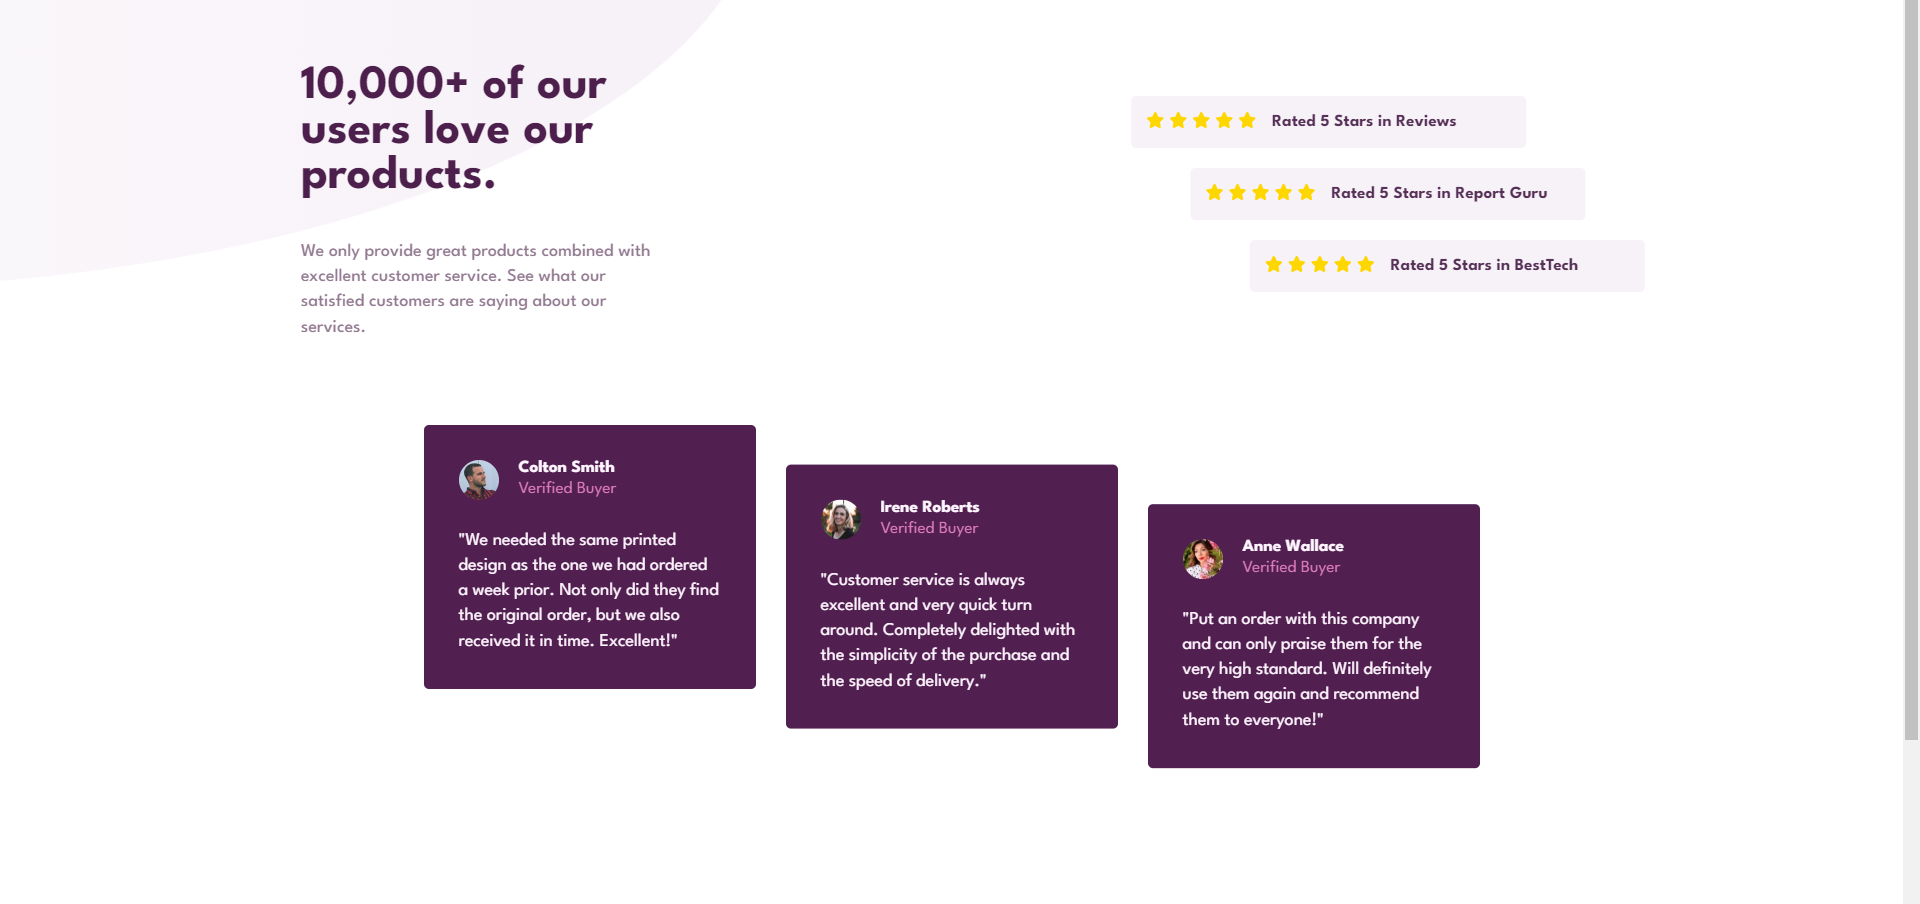 10,000+ of our
users love our
products.
We only provide great products combined with
excellent customer service. See what our
satisfied customers are saying about our
services.
Rated 5 Stars in Reviews
Rated 5 Stars in Report Guru
Rated 5 Stars in BestTech
Colton Smith
Verified Buyer
"We needed the same printed
design as the one we had ordered
a week prior. Not only did they find
the original order, but we also
received it in time. Excellent!"
Irene Roberts
Verified Buyer
"Customer service is always
excellent and very quick turn
around. Completely delighted with
the simplicity of the purchase and
the speed of delivery."
Anne Wallace
Verified Buyer
"Put an order with this company
and can only praise them for the
very high standard. Will definitely
use them again and recommend
them to everyone!"